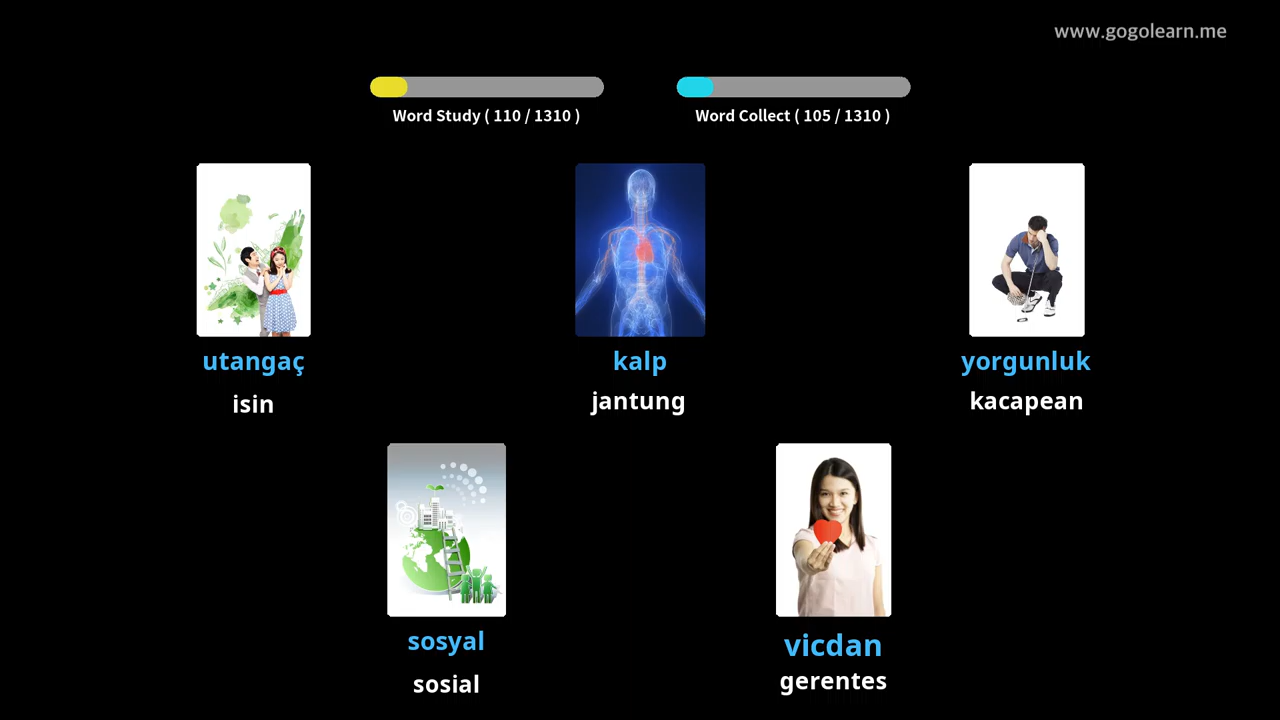 www.gogolearn.me
Word Study ( 110 / 1310 )
Word Collect ( 105 / 1310 )
utangaç
isin
kalp
jantung
yorgunluk
kacapean
sosyal
sosial
vicdan
gerentes